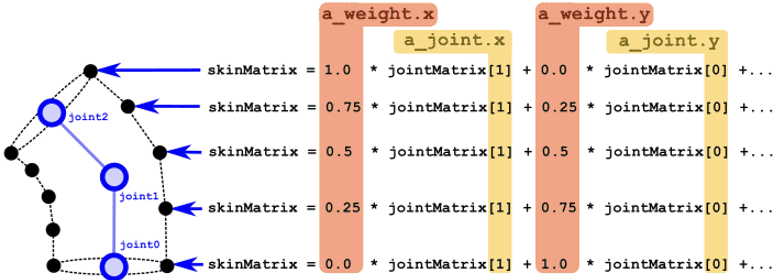 a_weight.x a_weight.y
a_joint.x a_joint.y
skinMatrix = 1.0 * jointMatrix[1] + 0.0 * jointMatrix[0] +...
skinMatrix = 0.75 * jointMatrix[1] + 0.25 * jointMatrix[0] +...
joint2
skinMatrix = 0.5 * jointMatrix[1] + 0.5 * jointMatrix[0] +...
joint1
skinMatrix = 0.25 * jointMatrix[1] + 0.75 * jointMatrix[0] +...
joint0
skinMatrix = 0.0 * jointMatrix[1] + 1.0 * jointMatrix[0] +...